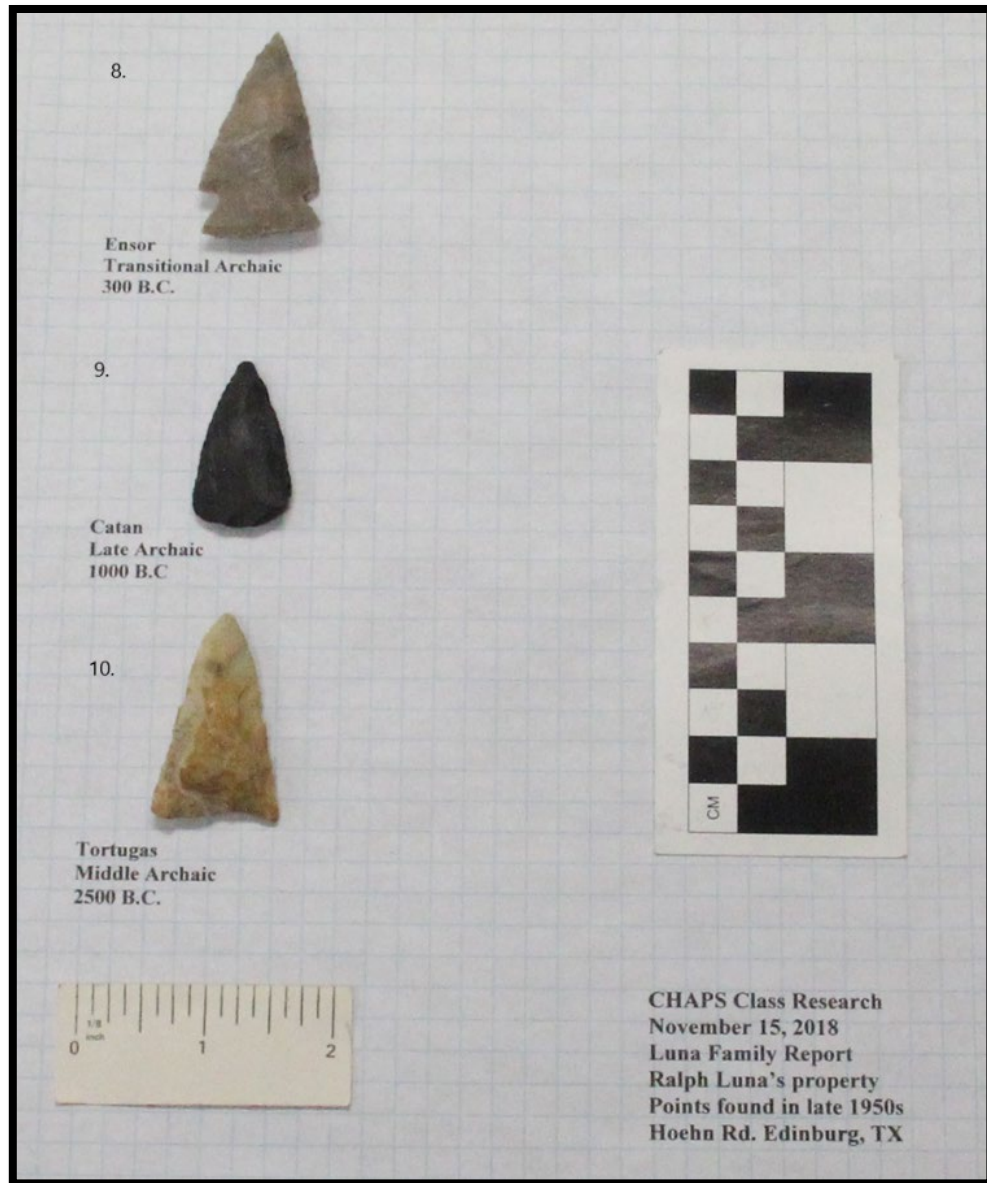 8.
Ensor
Transitional Archaic
300 B.C.
9.
Catan
Late Archaic
1000 B.C
10.
Tortugas
Middle Archaic
2500 B.C.
CM
1/8
inch
0 1 2
CHAPS Class Research
November 15, 2018
Luna Family Report
Ralph Luna's property
Points found in late 1950s
Hoehn Rd. Edinburg, TX